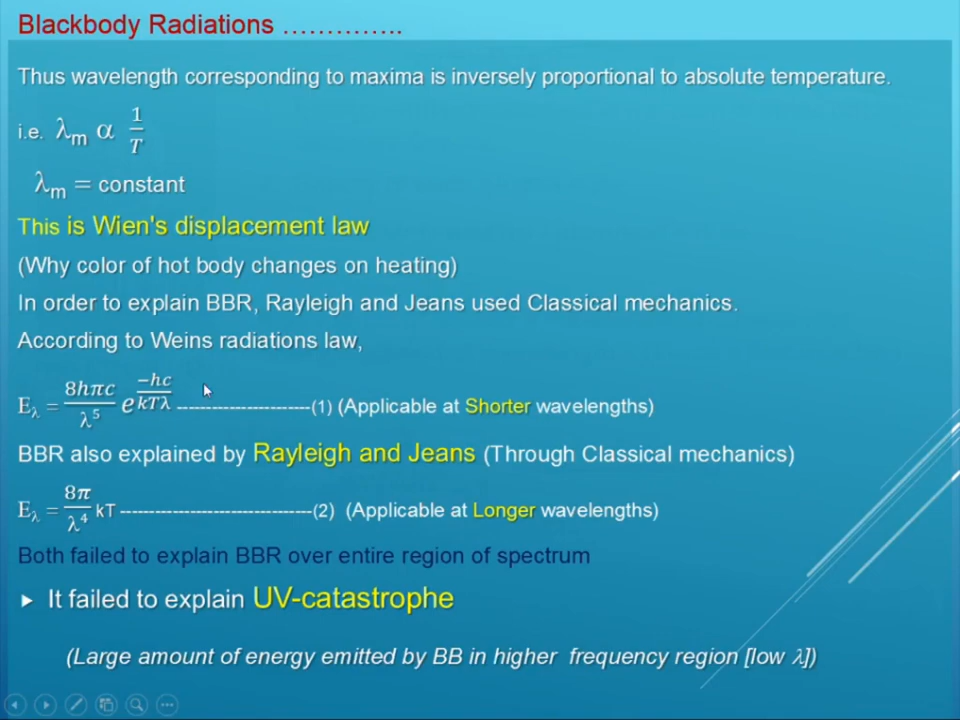 Blackbody Radiations …………..
Thus wavelength corresponding to maxima is inversely proportional to absolute temperature.
i.e. λₘ α 1/T
λₘ = constant
This is Wien's displacement law
(Why color of hot body changes on heating)
In order to explain BBR, Rayleigh and Jeans used Classical mechanics.
According to Weins radiations law,
E_λ = 8hπc/λ⁵ e^(−hc/kTλ) -----------------------(1) (Applicable at Shorter wavelengths)
BBR also explained by Rayleigh and Jeans (Through Classical mechanics)
E_λ = 8π/λ⁴ kT --------------------------------(2) (Applicable at Longer wavelengths)
Both failed to explain BBR over entire region of spectrum
► It failed to explain UV-catastrophe
(Large amount of energy emitted by BB in higher frequency region [low λ])